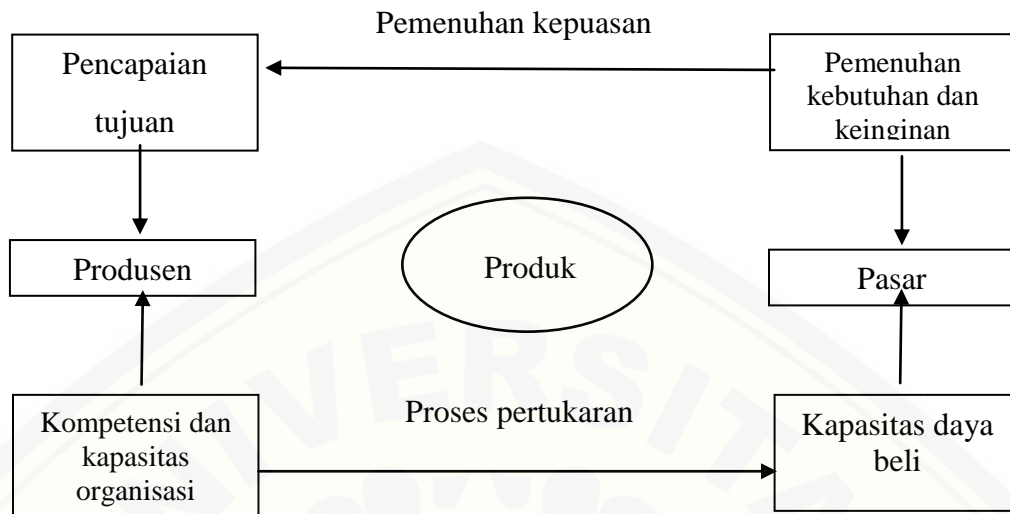 Pemenuhan kepuasan
Pencapaian
tujuan
Pemenuhan
kebutuhan dan
keinginan
Produsen
Produk
Pasar
Kompetensi dan
kapasitas
organisasi
Proses pertukaran
Kapasitas daya
beli
NIVERSITA